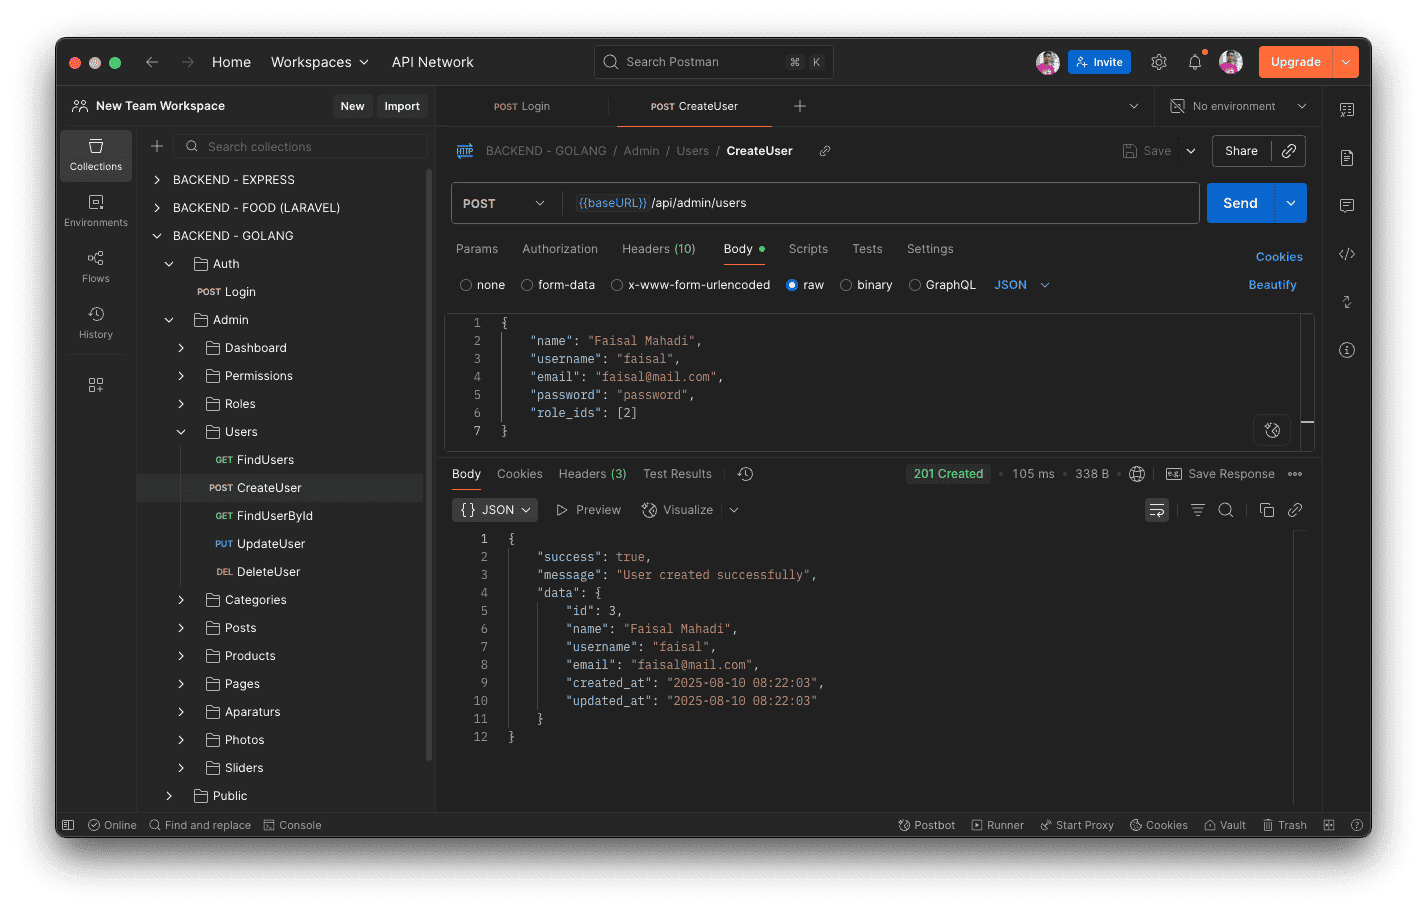 Home Workspaces API Network Search Postman ⌘ K Invite Upgrade
New Team Workspace New Import
POST Login POST CreateUser No environment
Collections
Environments
Flows
History
Search collections
BACKEND - EXPRESS
BACKEND - FOOD (LARAVEL)
BACKEND - GOLANG
Auth
POST Login
Admin
Dashboard
Permissions
Roles
Users
GET FindUsers
POST CreateUser
GET FindUserById
PUT UpdateUser
DEL DeleteUser
Categories
Posts
Products
Pages
Aparaturs
Photos
Sliders
Public
HTTP BACKEND - GOLANG / Admin / Users / CreateUser Save Share
POST {{baseURL}} /api/admin/users Send
Params Authorization Headers (10) Body Scripts Tests Settings Cookies
none form-data x-www-form-urlencoded raw binary GraphQL JSON Beautify
1 {
2 "name": "Faisal Mahadi",
3 "username": "faisal",
4 "email": "faisal@mail.com",
5 "password": "password",
6 "role_ids": [2]
7 }
Body Cookies Headers (3) Test Results 201 Created 105 ms 338 B e.g. Save Response
{} JSON Preview Visualize
1 {
2 "success": true,
3 "message": "User created successfully",
4 "data": {
5 "id": 3,
6 "name": "Faisal Mahadi",
7 "username": "faisal",
8 "email": "faisal@mail.com",
9 "created_at": "2025-08-10 08:22:03",
10 "updated_at": "2025-08-10 08:22:03"
11 }
12 }
Online Find and replace Console Postbot Runner Start Proxy Cookies Vault Trash